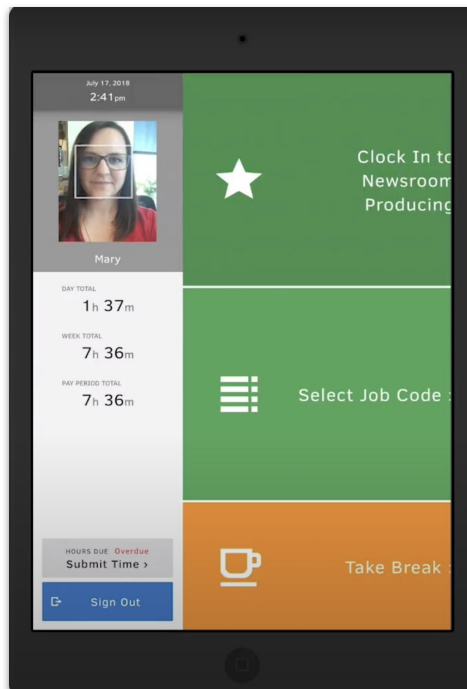 July 17, 2018
2:41pm
Mary
DAY TOTAL
1h 37m
WEEK TOTAL
7h 36m
PAY PERIOD TOTAL
7h 36m
HOURS DUE Overdue
Submit Time ›
Sign Out
Clock In to
Newsroom
Producing
Select Job Code ›
Take Break ›